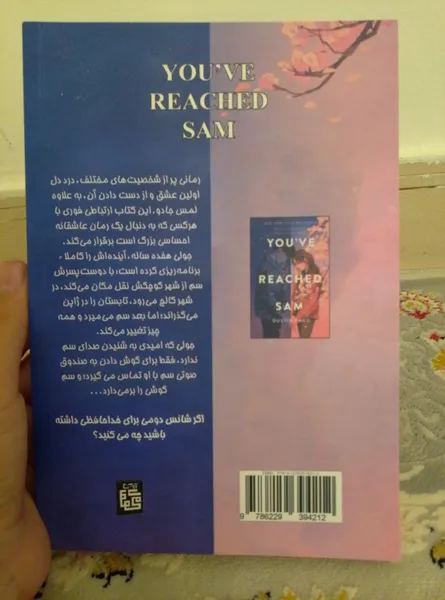 YOU'VE
REACHED
SAM
رمانی پر از شخصیت‌های مختلف، درد دل
اولین عشق و از دست دادن آن، به علاوه
لمس جادو. این کتاب ارتباطی فوری با
هرکسی که به دنبال یک رمان عاشقانه
احساسی بزرگ است برقرار می‌کند.
جولی هفده ساله، آینده‌اش را کاملاً
برنامه‌ریزی کرده است؛ با دوست‌پسرش
سم از شهر کوچکش نقل مکان می‌کند، در
شهر کالج می‌رود، تابستان را در ژاپن
می‌گذراند؛ اما بعد سم می‌میرد و همه
چیز تغییر می‌کند.
جولی که امیدی به شنیدن صدای سم
ندارد. فقط برای گوش دادن به صندوق
صوتی سم با او تماس می گیرد؛ و سم
گوشی را برمی‌دارد...
اگر شانس دومی برای خداحافظی داشته
باشید چه می کنید؟
YOU'VE
REACHED
SAM
9 786229 394212